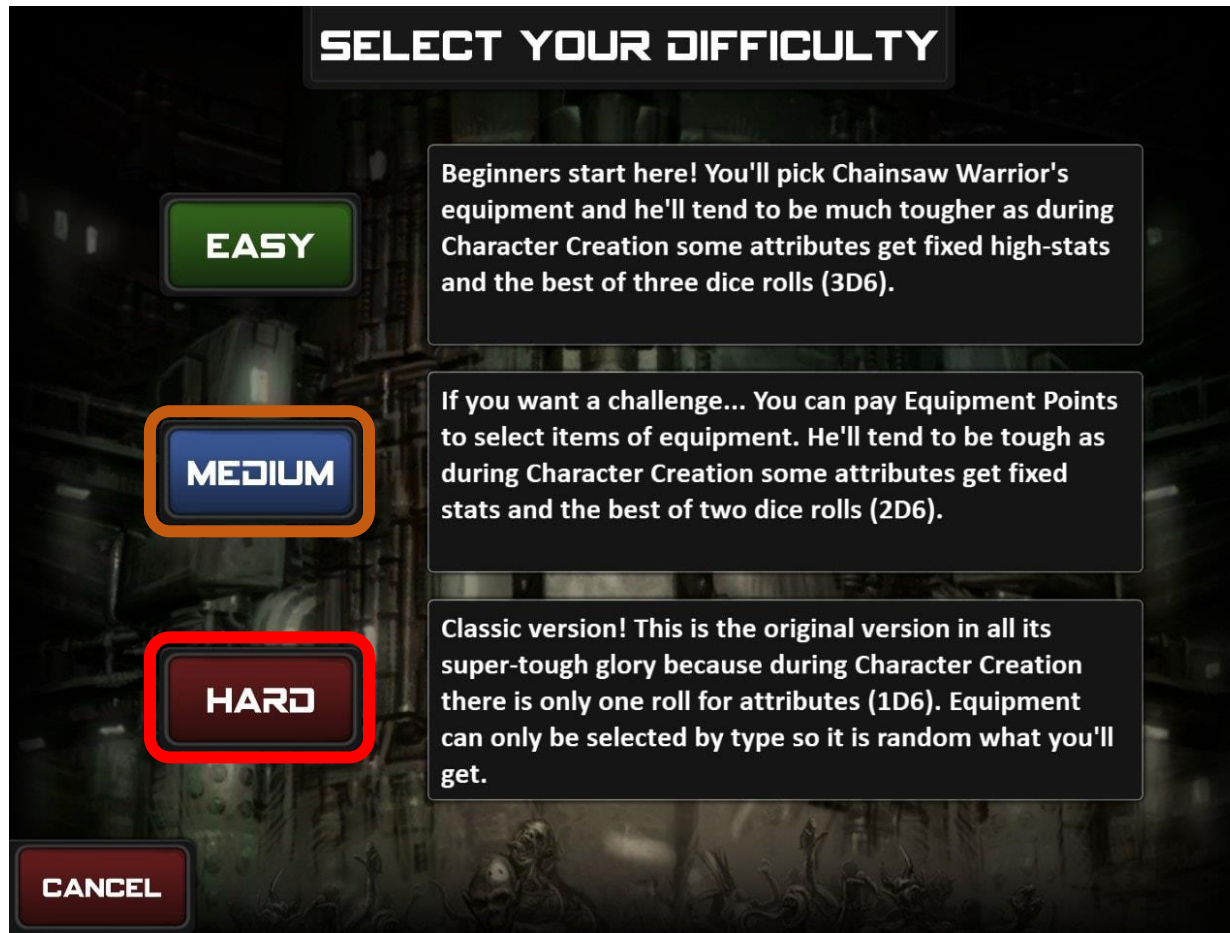 SELECT YOUR DIFFICULTY
EASY
Beginners start here! You'll pick Chainsaw Warrior's
equipment and he'll tend to be much tougher as during
Character Creation some attributes get fixed high-stats
and the best of three dice rolls (3D6).
MEDIUM
If you want a challenge... You can pay Equipment Points
to select items of equipment. He'll tend to be tough as
during Character Creation some attributes get fixed
stats and the best of two dice rolls (2D6).
HARD
Classic version! This is the original version in all its
super-tough glory because during Character Creation
there is only one roll for attributes (1D6). Equipment
can only be selected by type so it is random what you'll
get.
CANCEL